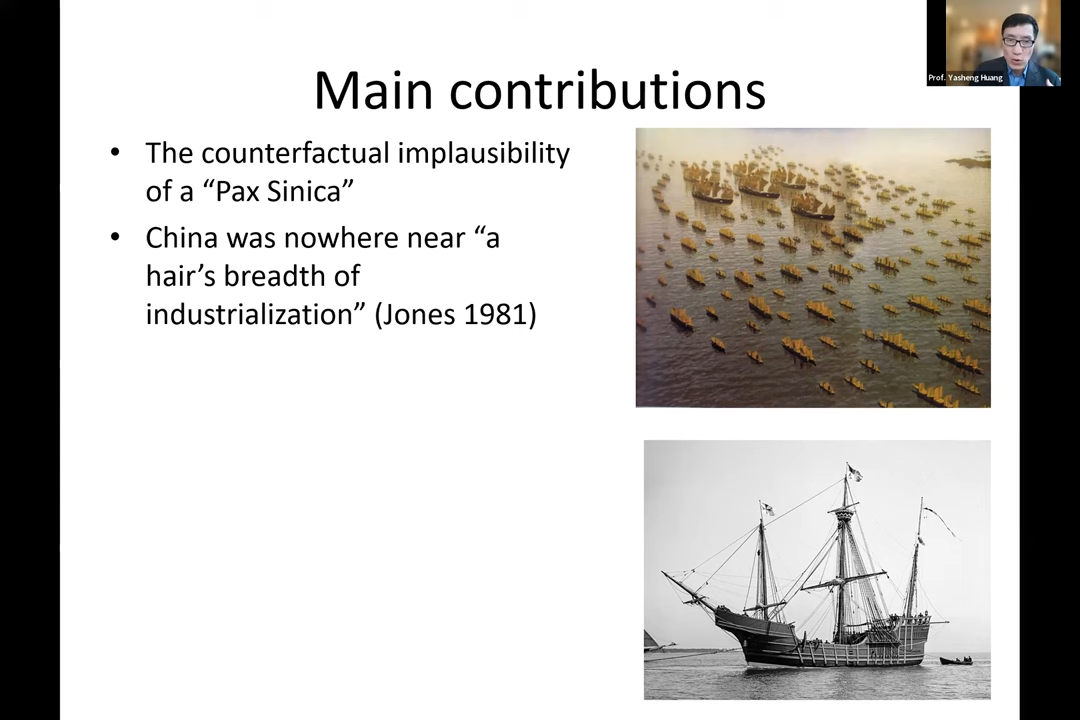 Prof. Yasheng Huang
Main contributions
• The counterfactual implausibility
of a “Pax Sinica”
• China was nowhere near “a
hair’s breadth of
industrialization” (Jones 1981)